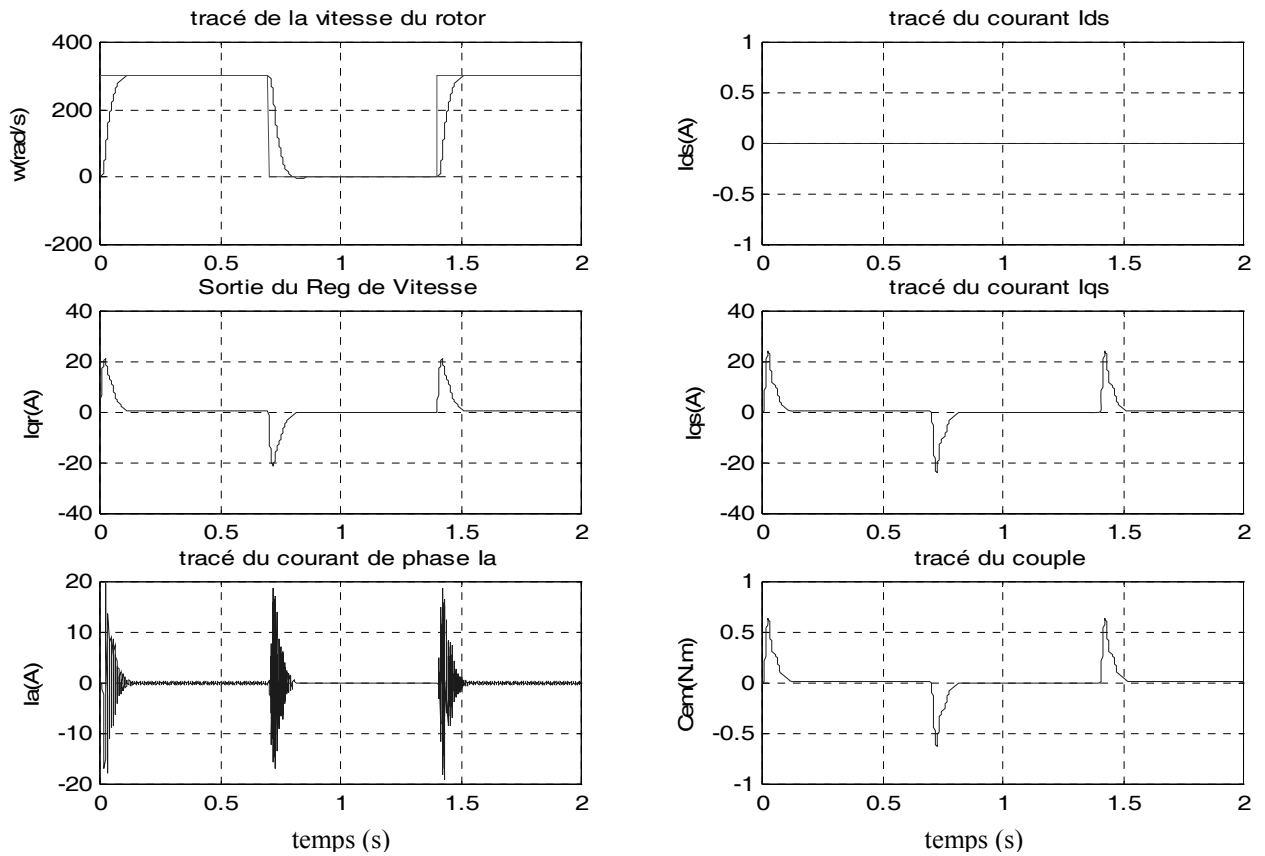 tracé de la vitesse du rotor
400
200
0
-200
w(rad/s)
0 0.5 1 1.5 2
tracé du courant Ids
1
0.5
0
-0.5
-1
Ids(A)
0 0.5 1 1.5 2
Sortie du Reg de Vitesse
40
20
0
-20
-40
Iqr(A)
0 0.5 1 1.5 2
tracé du courant Iqs
40
20
0
-20
-40
Iqs(A)
0 0.5 1 1.5 2
tracé du courant de phase Ia
20
10
0
-10
-20
Ia(A)
0 0.5 1 1.5 2
temps (s)
tracé du couple
1
0.5
0
-0.5
-1
Cem(N.m)
0 0.5 1 1.5 2
temps (s)